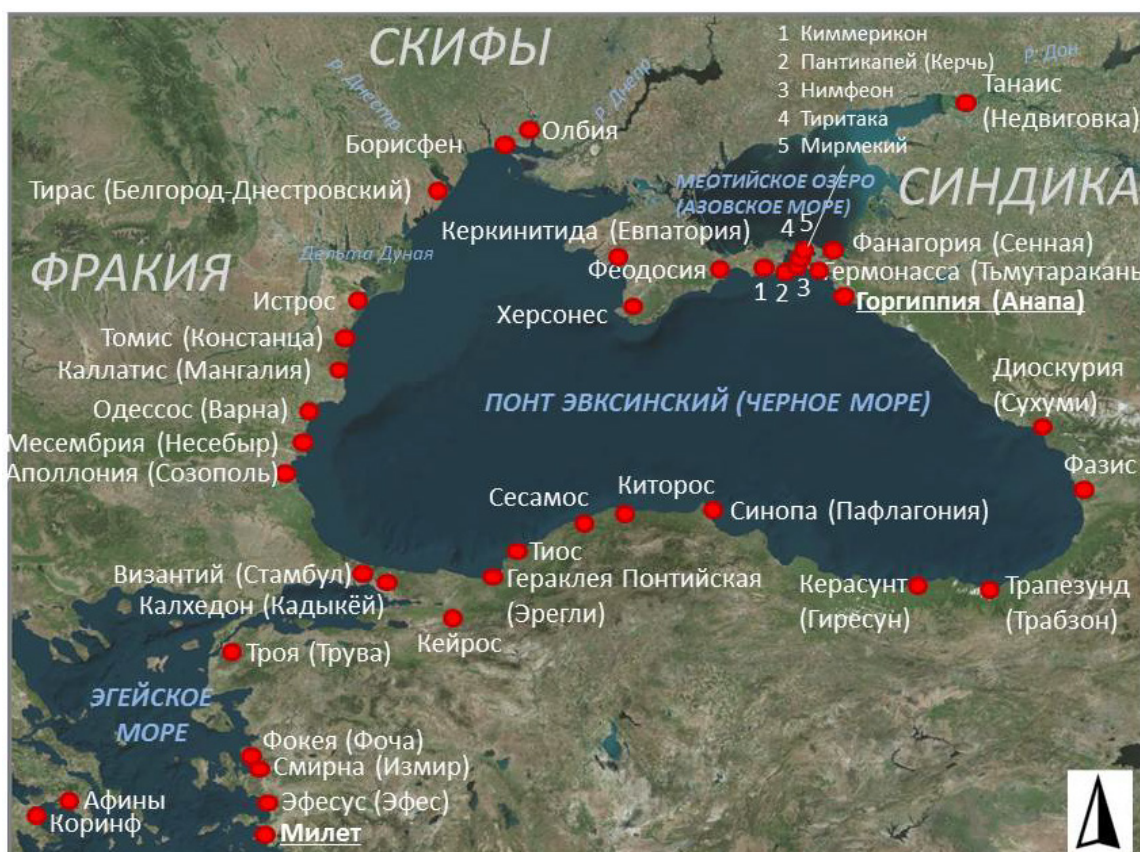 СКИФЫ
р. Днестр
р. Днепр
1 Киммерикон
2 Пантикапей (Керчь)
3 Нимфеон
4 Тиритака
5 Мирмекий
р. Дон
Танаис
(Недвиговка)
Борисфен
Олбия
Тирас (Белгород-Днестровский)
МЕОТИЙСКОЕ ОЗЕРО
(АЗОВСКОЕ МОРЕ)
СИНДИКА
Керкинитида (Евпатория)
4
5
Фанагория (Сенная)
ФРАКИЯ
Дельта Дуная
Феодосия
1
2
3
Гермонасса (Тьмутаракань
Горгиппия (Анапа)
Истрос
Херсонес
Томис (Констанца)
Каллатис (Мангалия)
Одессос (Варна)
Месембрия (Несебыр)
Аполлония (Созополь)
ПОНТ ЭВКСИНСКИЙ (ЧЕРНОЕ МОРЕ)
Диоскурия
(Сухуми)
Фазис
Сесамос
Киторос
Синопа (Пафлагония)
Тиос
Византий (Стамбул)
Калхедон (Кадыкёй)
Гераклея Понтийская
(Эрегли)
Керасунт
(Гиресун)
Трапезунд
(Трабзон)
Кейрос
Троя (Трува)
ЭГЕЙСКОЕ
МОРЕ
Фокея (Фоча)
Смирна (Измир)
Эфесус (Эфес)
Милет
Афины
Коринф